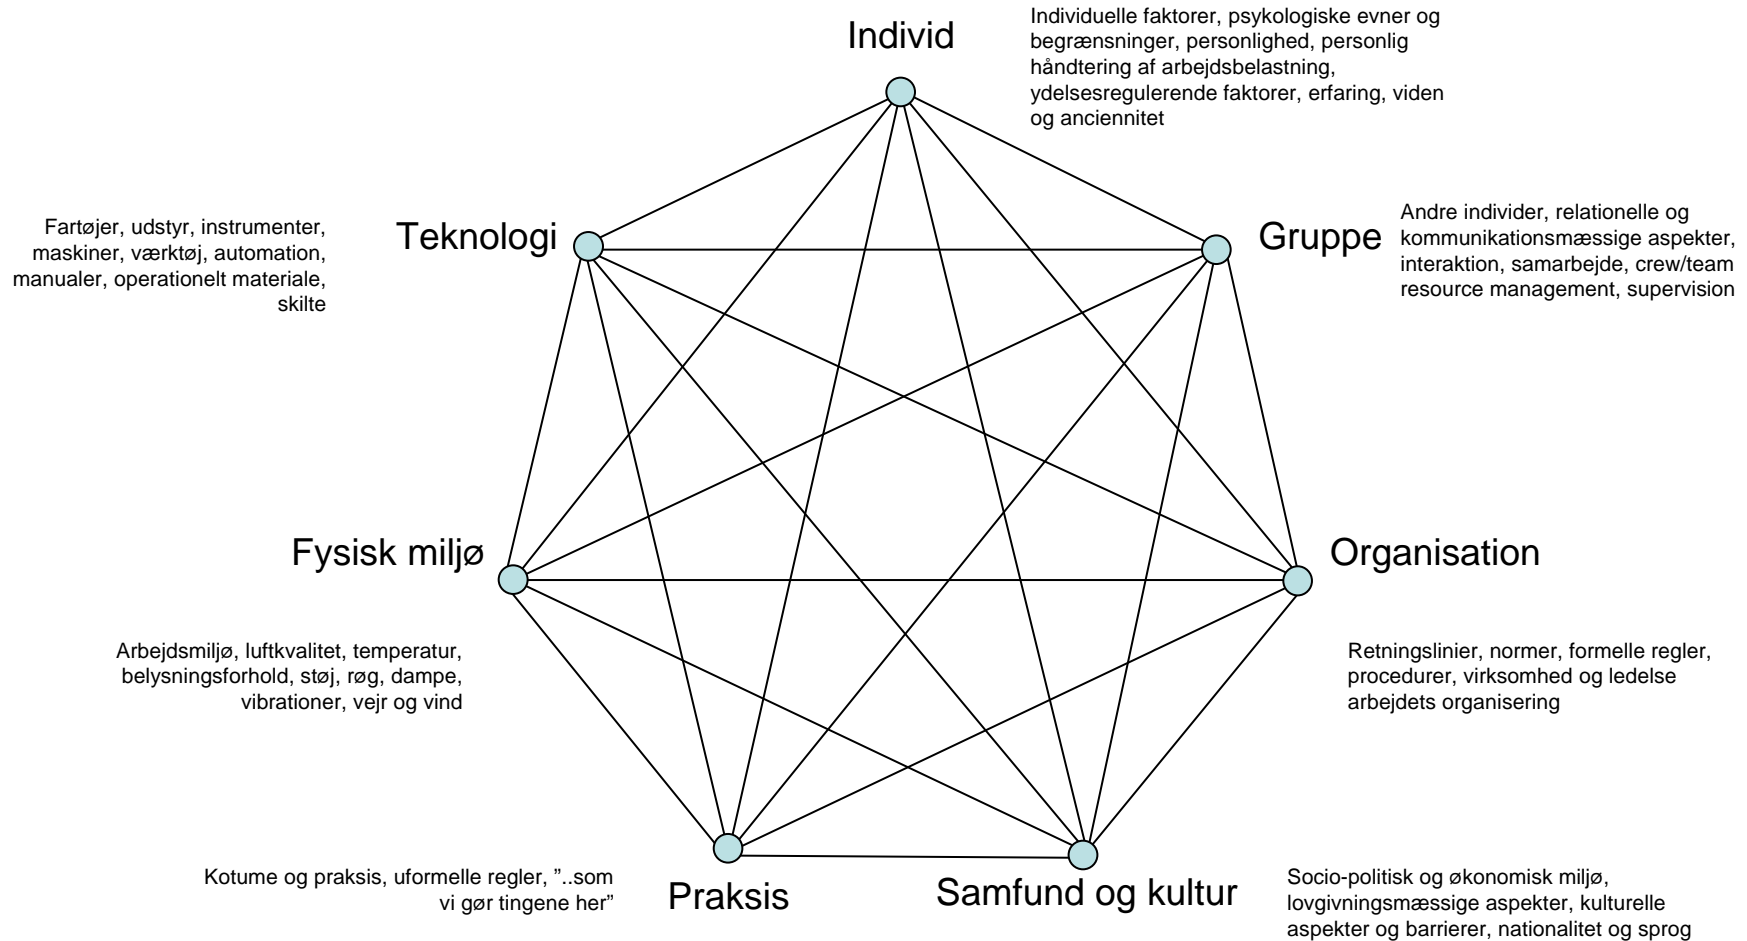 Individ
Individuelle faktorer, psykologiske evner og
begrænsninger, personlighed, personlig
håndtering af arbejdsbelastning,
ydelsesregulerende faktorer, erfaring, viden
og anciennitet
Fartøjer, udstyr, instrumenter,
maskiner, værktøj, automation,
manualer, operationelt materiale,
skilte
Teknologi
Gruppe
Andre individer, relationelle og
kommunikationsmæssige aspekter,
interaktion, samarbejde, crew/team
resource management, supervision
Fysisk miljø
Organisation
Arbejdsmiljø, luftkvalitet, temperatur,
belysningsforhold, støj, røg, dampe,
vibrationer, vejr og vind
Retningslinier, normer, formelle regler,
procedurer, virksomhed og ledelse
arbejdets organisering
Kotume og praksis, uformelle regler, ”..som
vi gør tingene her”
Praksis
Samfund og kultur
Socio-politisk og økonomisk miljø,
lovgivningsmæssige aspekter, kulturelle
aspekter og barrierer, nationalitet og sprog